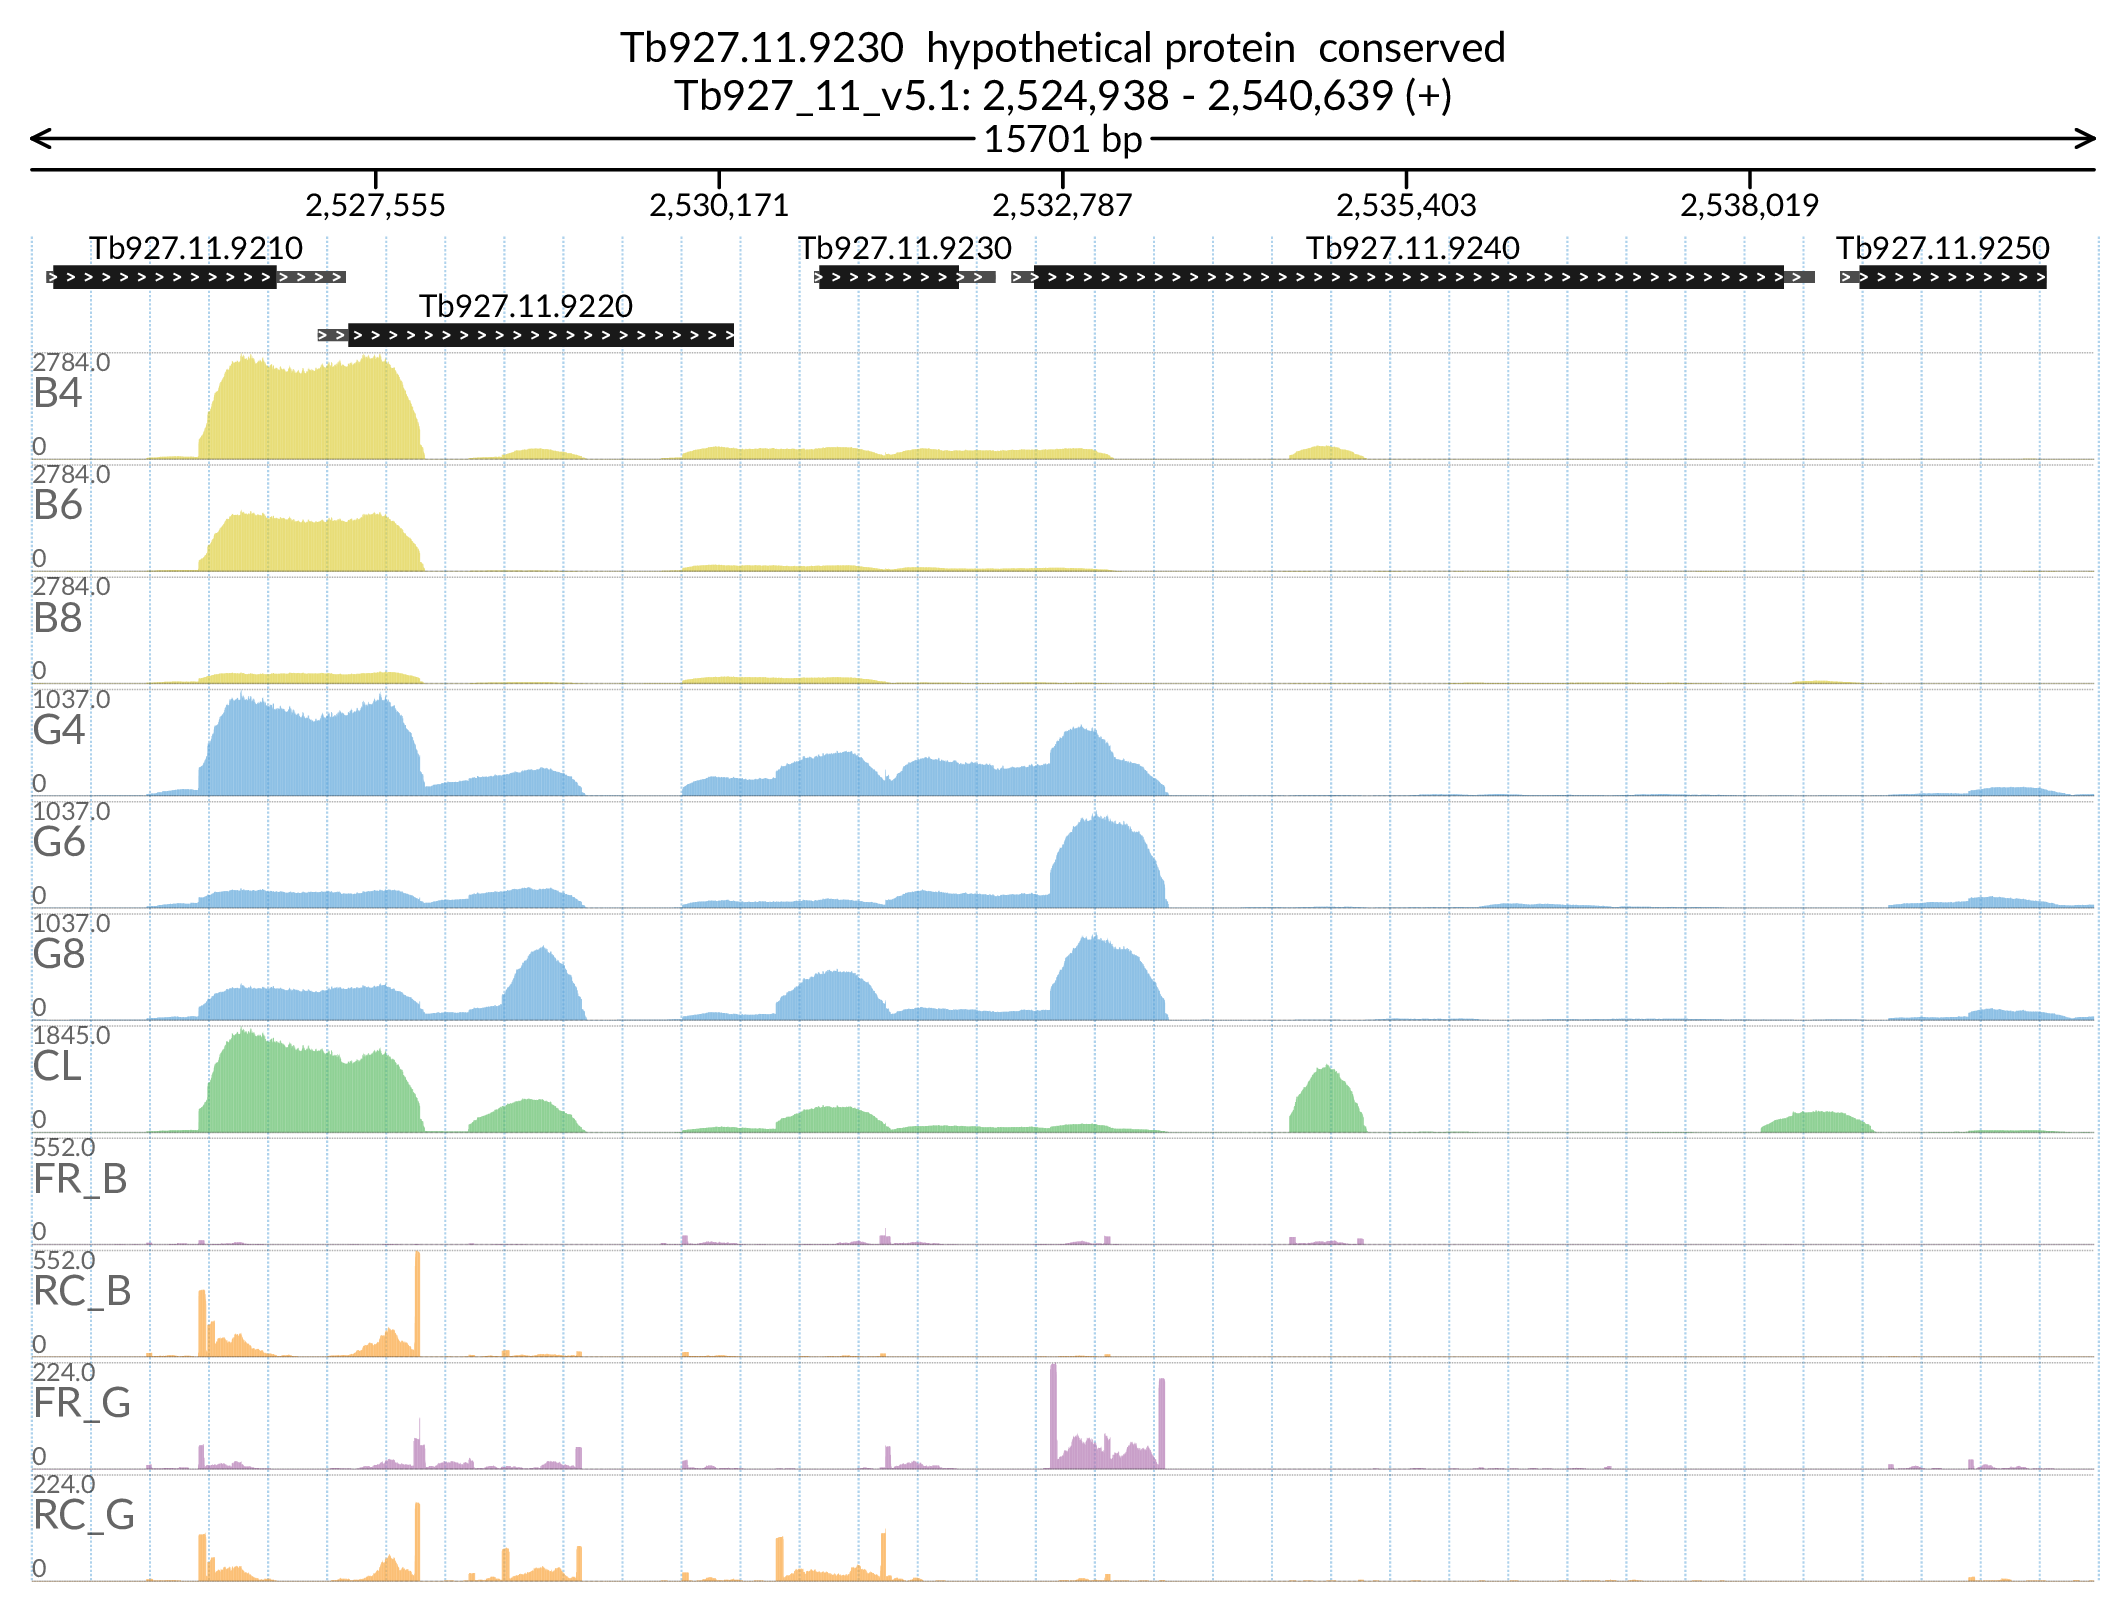 Tb927.11.9230  hypothetical protein  conserved
Tb927_11_v5.1: 2,524,938 - 2,540,639 (+)
15701 bp
2,527,555 2,530,171 2,532,787 2,535,403 2,538,019
Tb927.11.9210 Tb927.11.9230 Tb927.11.9240 Tb927.11.9250
Tb927.11.9220
2784.0
B4
0
2784.0
B6
0
2784.0
B8
0
1037.0
G4
0
1037.0
G6
0
1037.0
G8
0
1845.0
CL
0
552.0
FR_B
0
552.0
RC_B
0
224.0
FR_G
0
224.0
RC_G
0